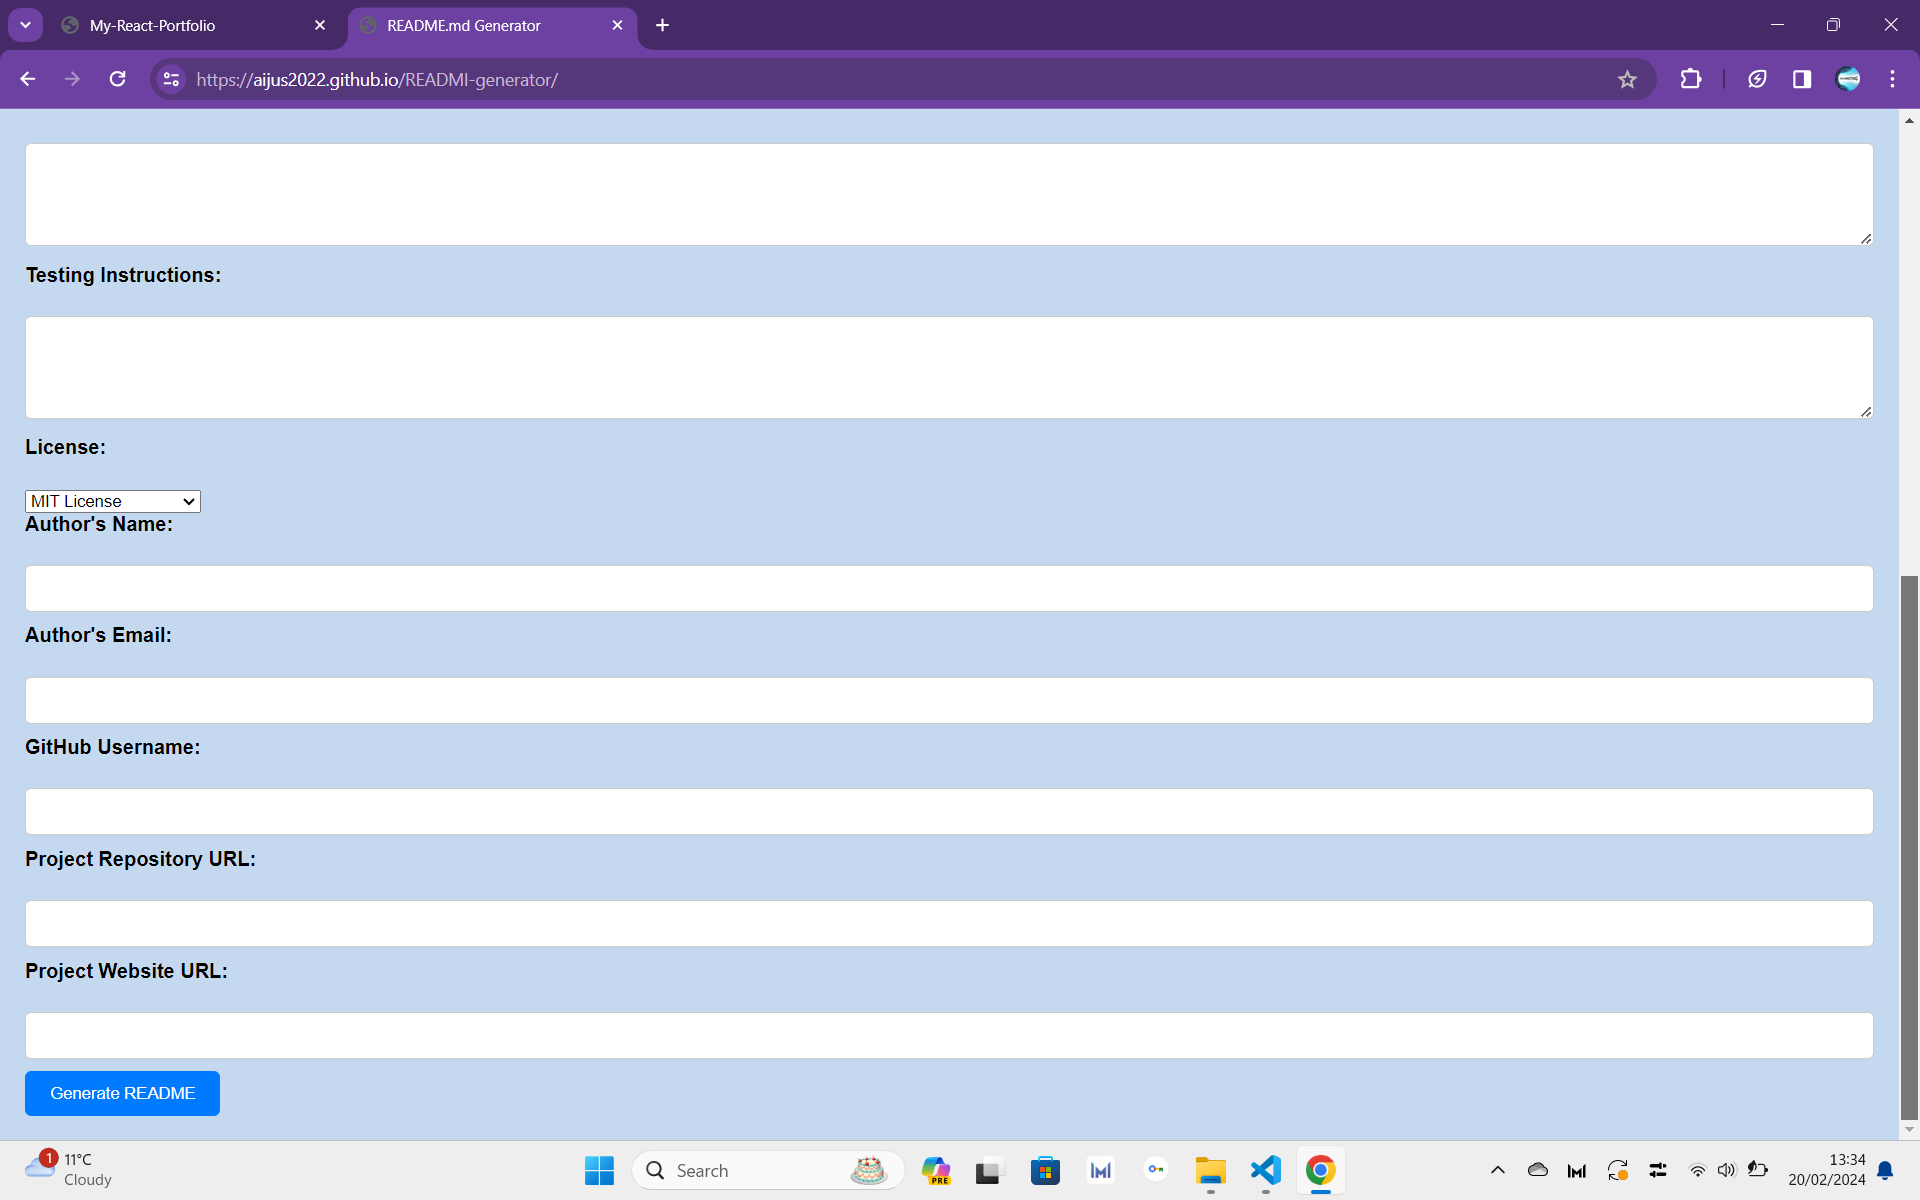 My-React-Portfolio
README.md Generator
https://aijus2022.github.io/READMI-generator/
Testing Instructions:
License:
MIT License
Author's Name:
Author's Email:
GitHub Username:
Project Repository URL:
Project Website URL:
Generate README
1
11°C
Cloudy
Search
PRE
13:34
20/02/2024